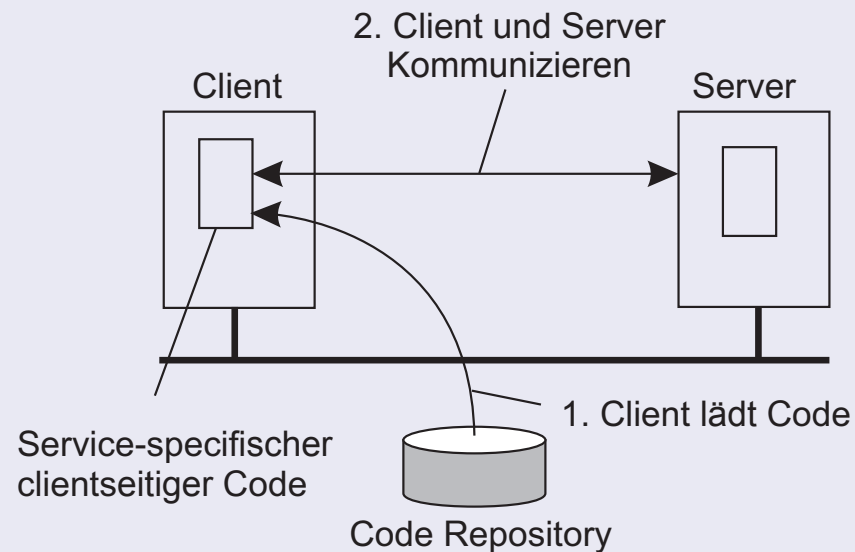 2. Client und Server
Kommunizieren
Client
Server
1. Client lädt Code
Service-specifischer
clientseitiger Code
Code Repository